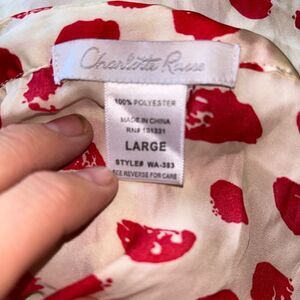 Charlotte Russe
100% POLYESTER
MADE IN CHINA
RN# 131331
LARGE
STYLE# WA-383
SEE REVERSE FOR CARE